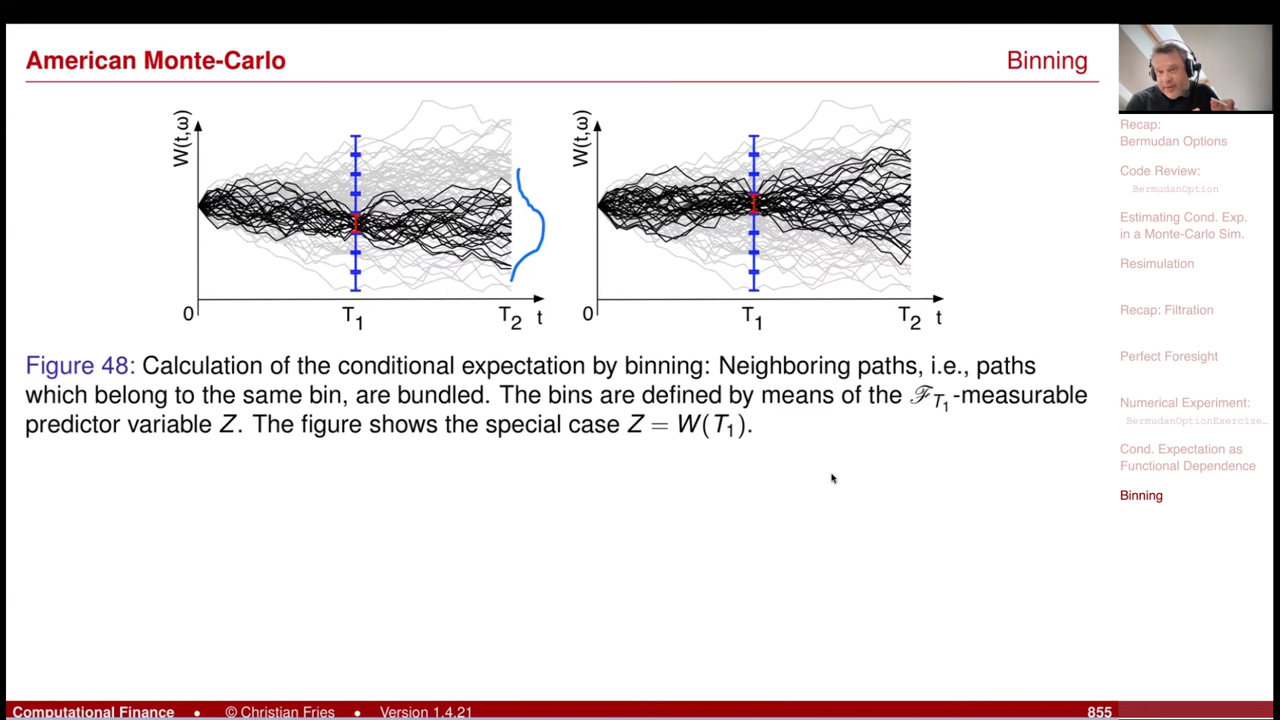 American Monte-Carlo
Binning
W(t,ω)
0
T1
T2
t
W(t,ω)
0
T1
T2
t
Figure 48: Calculation of the conditional expectation by binning: Neighboring paths, i.e., paths
which belong to the same bin, are bundled. The bins are defined by means of the ℱT1-measurable
predictor variable Z. The figure shows the special case Z = W(T1).
Recap:
Bermudan Options
Code Review:
BermudanOption
Estimating Cond. Exp.
in a Monte-Carlo Sim.
Resimulation
Recap: Filtration
Perfect Foresight
Numerical Experiment:
BermudanOptionExercise…
Cond. Expectation as
Functional Dependence
Binning
Computational Finance • © Christian Fries • Version 1.4.21
855